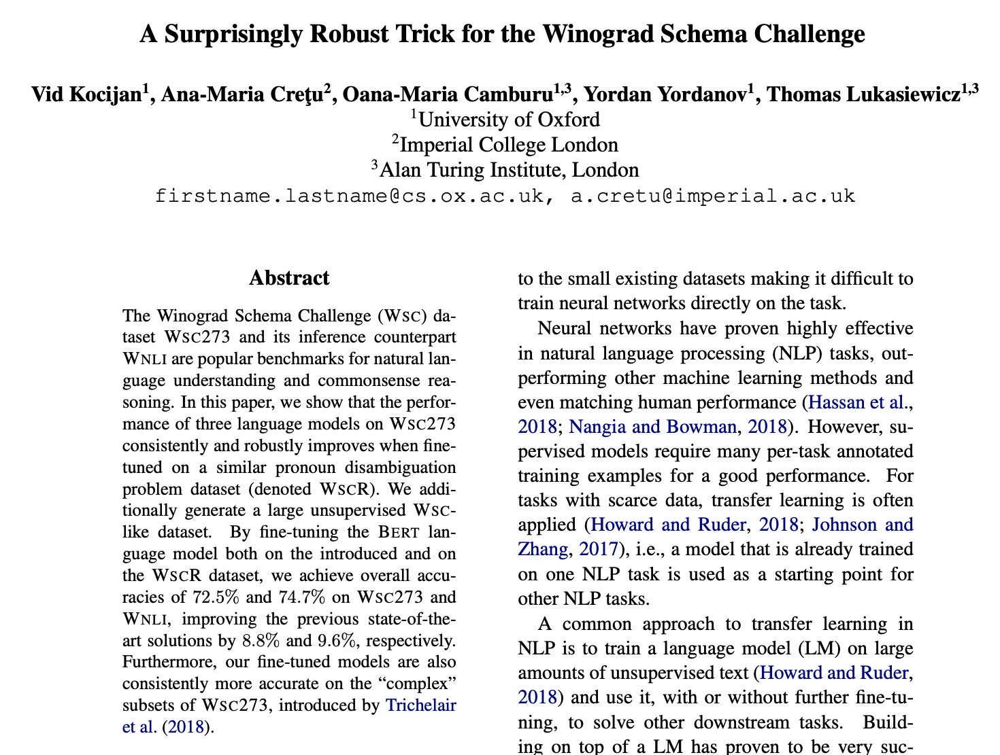 A Surprisingly Robust Trick for the Winograd Schema Challenge
Vid Kocijan1, Ana-Maria Creţu2, Oana-Maria Camburu1,3, Yordan Yordanov1, Thomas Lukasiewicz1,3
1University of Oxford
2Imperial College London
3Alan Turing Institute, London
firstname.lastname@cs.ox.ac.uk, a.cretu@imperial.ac.uk
Abstract
The Winograd Schema Challenge (WSC) da-
taset WSC273 and its inference counterpart
WNLI are popular benchmarks for natural lan-
guage understanding and commonsense rea-
soning. In this paper, we show that the perfor-
mance of three language models on WSC273
consistently and robustly improves when fine-
tuned on a similar pronoun disambiguation
problem dataset (denoted WSCR). We addi-
tionally generate a large unsupervised WSC-
like dataset. By fine-tuning the BERT lan-
guage model both on the introduced and on
the WSCR dataset, we achieve overall accu-
racies of 72.5% and 74.7% on WSC273 and
WNLI, improving the previous state-of-the-
art solutions by 8.8% and 9.6%, respectively.
Furthermore, our fine-tuned models are also
consistently more accurate on the “complex”
subsets of WSC273, introduced by Trichelair
et al. (2018).
to the small existing datasets making it difficult to
train neural networks directly on the task.
Neural networks have proven highly effective
in natural language processing (NLP) tasks, out-
performing other machine learning methods and
even matching human performance (Hassan et al.,
2018; Nangia and Bowman, 2018). However, su-
pervised models require many per-task annotated
training examples for a good performance. For
tasks with scarce data, transfer learning is often
applied (Howard and Ruder, 2018; Johnson and
Zhang, 2017), i.e., a model that is already trained
on one NLP task is used as a starting point for
other NLP tasks.
A common approach to transfer learning in
NLP is to train a language model (LM) on large
amounts of unsupervised text (Howard and Ruder,
2018) and use it, with or without further fine-tu-
ning, to solve other downstream tasks. Build-
ing on top of a LM has proven to be very suc-